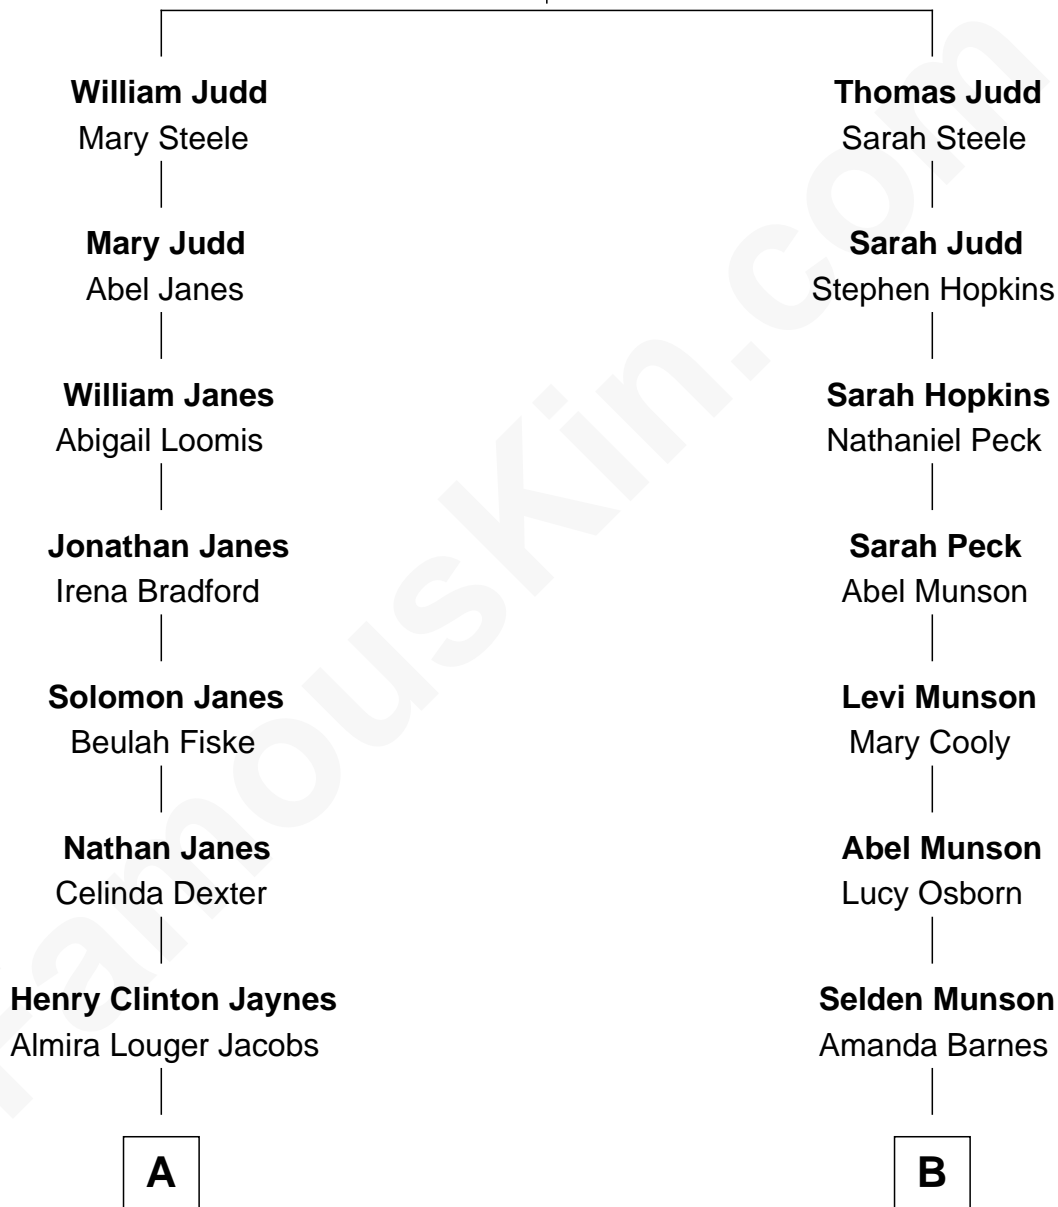 William Judd
Mary Steele
Mary Judd
Abel Janes
William Janes
Abigail Loomis
Jonathan Janes
Irena Bradford
Solomon Janes
Beulah Fiske
Nathan Janes
Celinda Dexter
Henry Clinton Jaynes
Almira Louger Jacobs
A
Thomas Judd
Sarah Steele
Sarah Judd
Stephen Hopkins
Sarah Hopkins
Nathaniel Peck
Sarah Peck
Abel Munson
Levi Munson
Mary Cooly
Abel Munson
Lucy Osborn
Selden Munson
Amanda Barnes
B
FamousKin.com